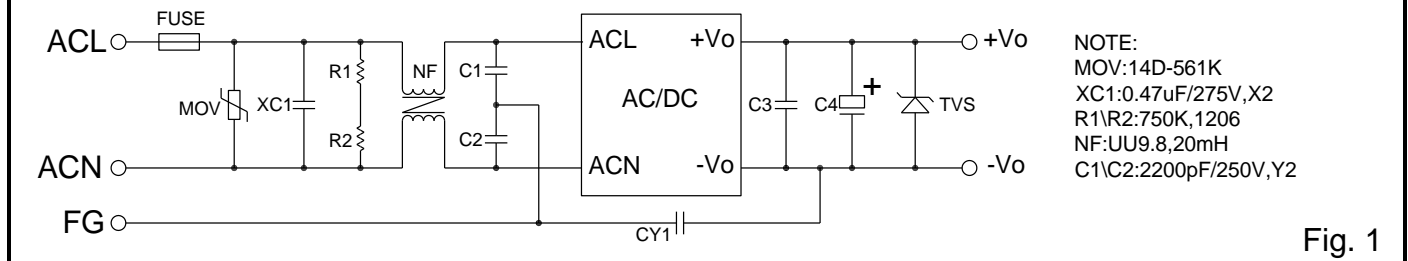 FUSE
ACL
ACL
+Vo
+Vo
R1
NF
C1
MOV
XC1
AC/DC
C3
C4
+
TVS
R2
C2
ACN
ACN
-Vo
-Vo
FG
CY1
NOTE:
MOV:14D-561K
XC1:0.47uF/275V,X2
R1\R2:750K,1206
NF:UU9.8,20mH
C1\C2:2200pF/250V,Y2
Fig. 1